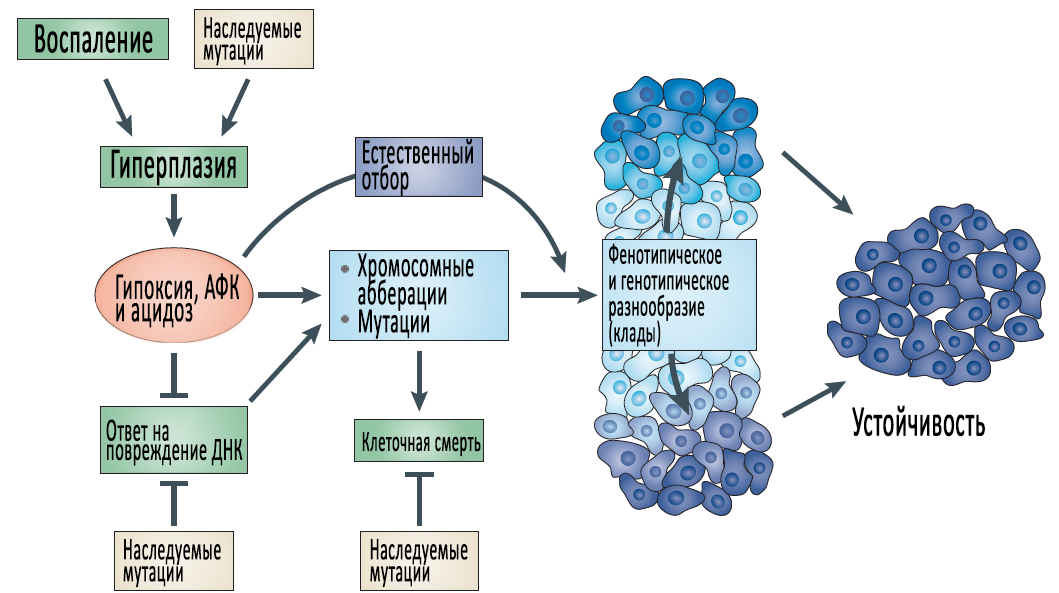 Воспаление
Наследуемые
мутации
Гиперплазия
Естественный
отбор
Гипоксия, АФК
и ацидоз
• Хромосомные
абберации
• Мутации
Фенотипическое
и генотипическое
разнообразие
(клады)
Ответ на
повреждение ДНК
Клеточная смерть
Устойчивость
Наследуемые
мутации
Наследуемые
мутации